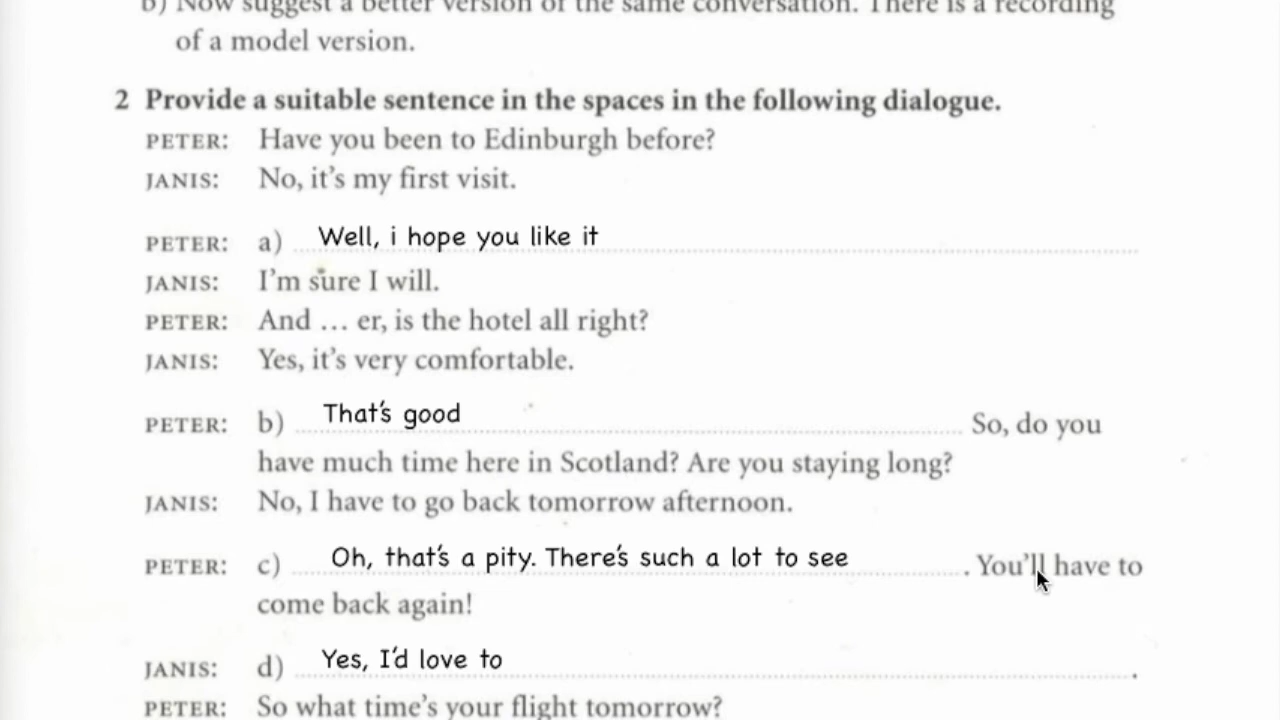 b) Now suggest a better version of the same conversation. There is a recording
of a model version.
2 Provide a suitable sentence in the spaces in the following dialogue.
PETER: Have you been to Edinburgh before?
JANIS: No, it's my first visit.
PETER: a) Well, i hope you like it
JANIS: I'm sure I will.
PETER: And … er, is the hotel all right?
JANIS: Yes, it's very comfortable.
PETER: b) That's good So, do you
have much time here in Scotland? Are you staying long?
JANIS: No, I have to go back tomorrow afternoon.
PETER: c) Oh, that's a pity. There's such a lot to see . You'll have to
come back again!
JANIS: d) Yes, I'd love to .
PETER: So what time's your flight tomorrow?